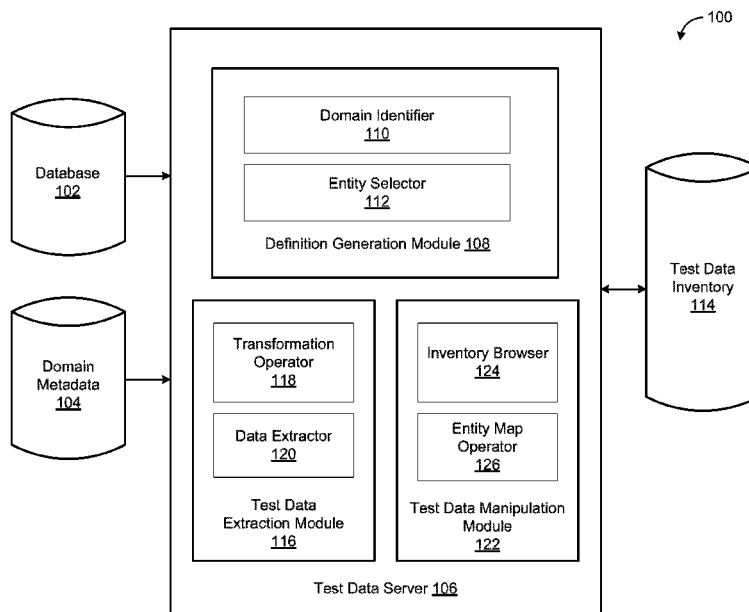 100
Domain Identifier
110
Database
102
Entity Selector
112
Definition Generation Module 108
Test Data
Inventory
114
Domain
Metadata
104
Transformation
Operator
118
Data Extractor
120
Test Data
Extraction Module
116
Inventory Browser
124
Entity Map
Operator
126
Test Data Manipulation
Module
122
Test Data Server 106